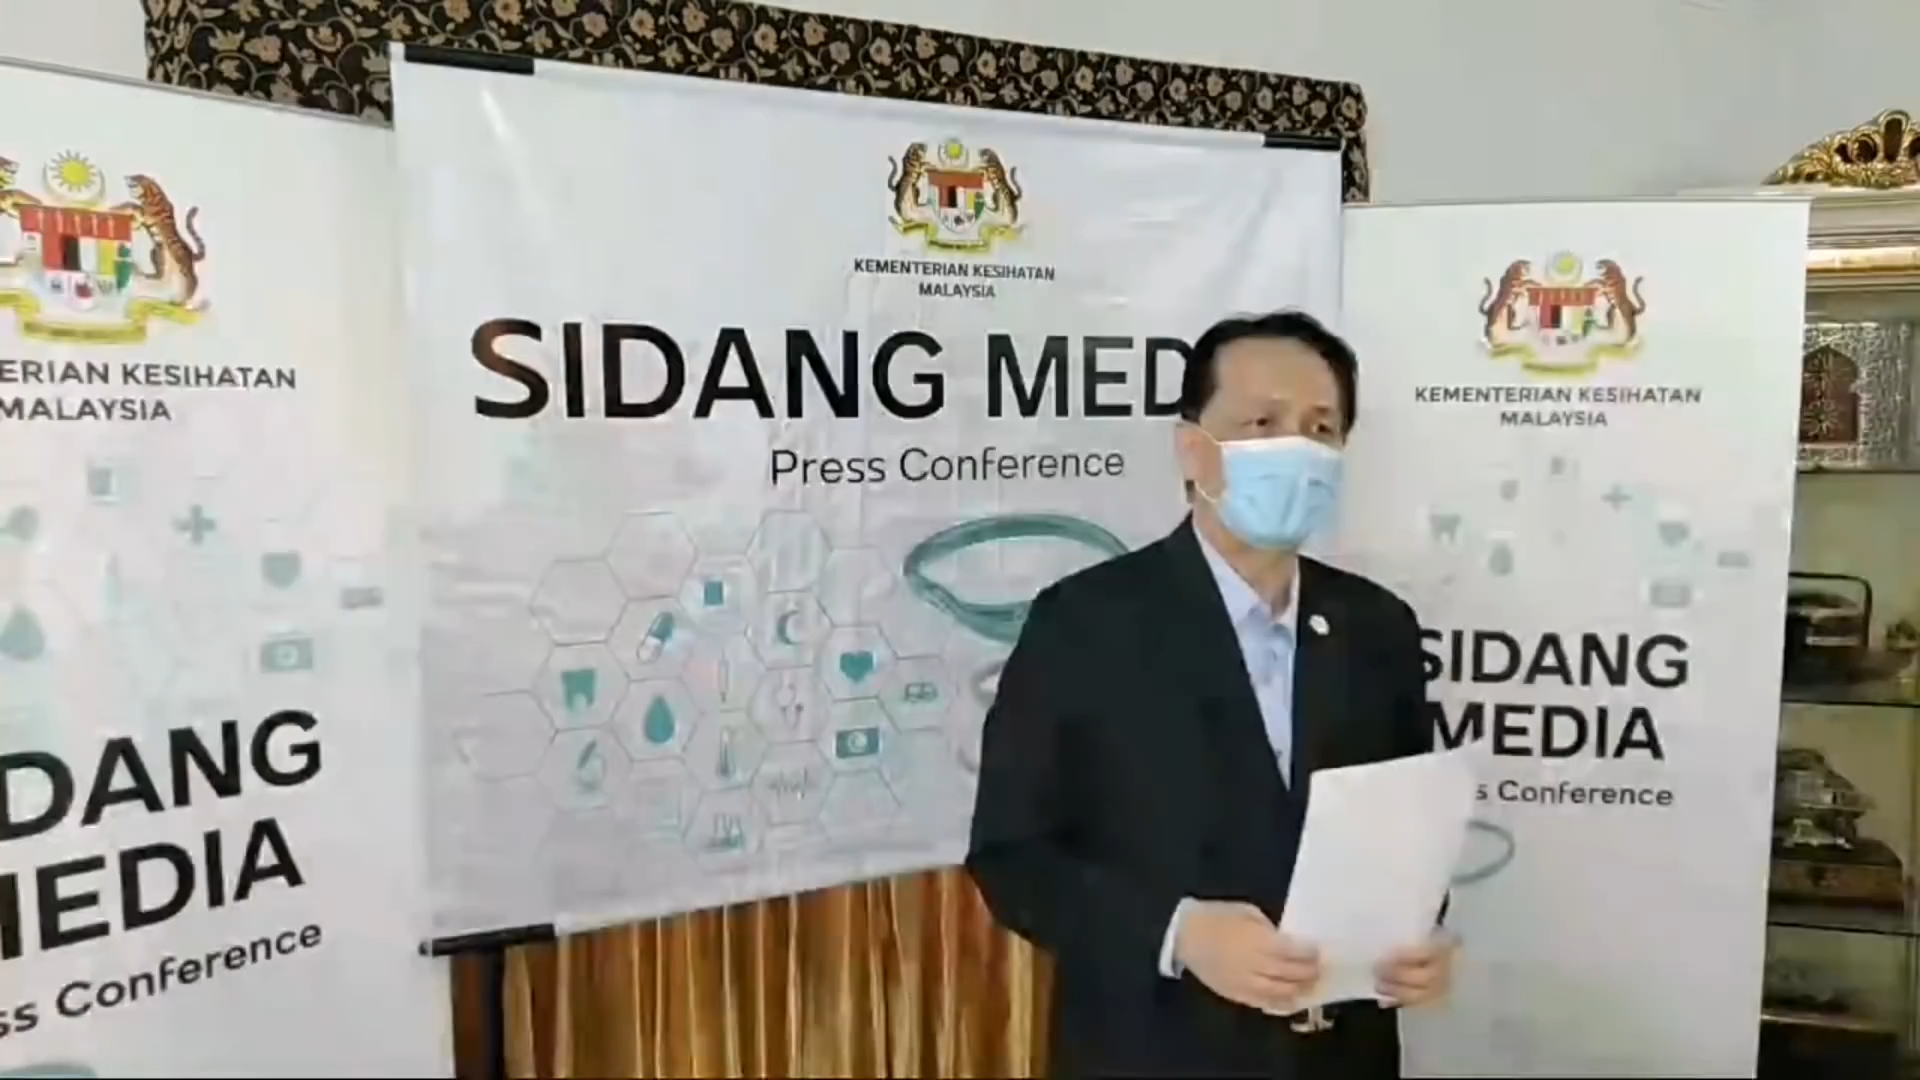 ERIAN KESIHATAN
MALAYSIA
DANG
MEDIA
ss Conference
KEMENTERIAN KESIHATAN
MALAYSIA
SIDANG MED
Press Conference
KEMENTERIAN KESIHATAN
MALAYSIA
SIDANG
MEDIA
s Conference